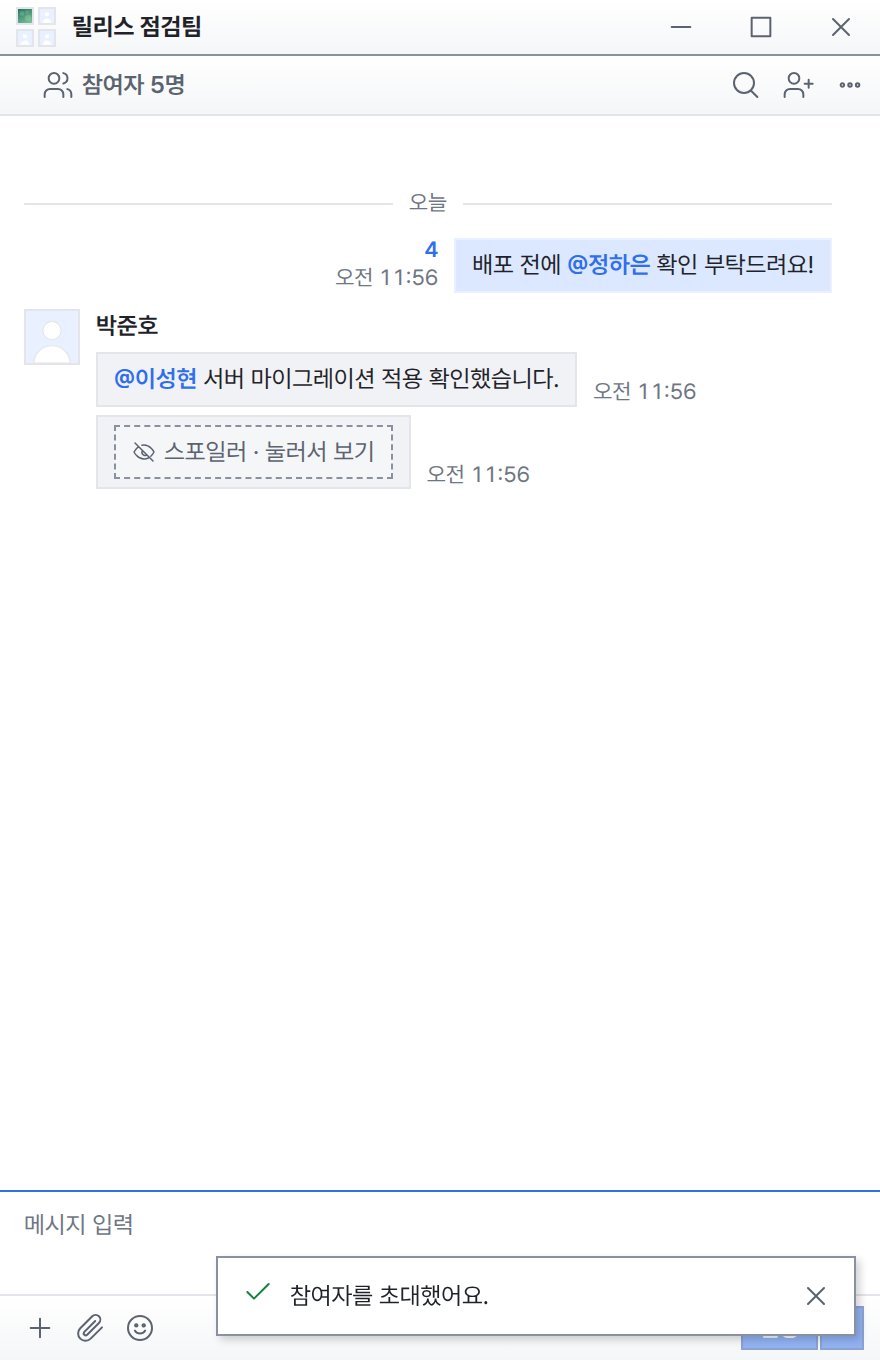 릴리스 점검팀
참여자 5명
오늘
4
오전 11:56
배포 전에 @정하은 확인 부탁드려요!
박준호
@이성현 서버 마이그레이션 적용 확인했습니다.
오전 11:56
스포일러 · 눌러서 보기
오전 11:56
메시지 입력
참여자를 초대했어요.